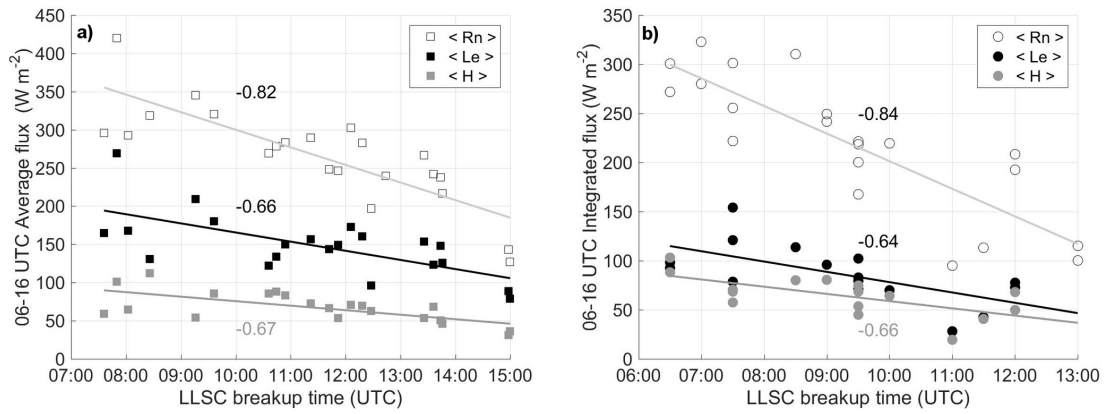 a)
< Rn >
< Le >
< H >
-0.82
-0.66
-0.67
450
400
350
300
250
200
150
100
50
0
06-16 UTC Average flux (W m-2)
07:00 08:00 09:00 10:00 11:00 12:00 13:00 14:00 15:00
LLSC breakup time (UTC)
b)
< Rn >
< Le >
< H >
-0.84
-0.64
-0.66
350
300
250
200
150
100
50
0
06-16 UTC Integrated flux (W m-2)
06:00 07:00 08:00 09:00 10:00 11:00 12:00 13:00
LLSC breakup time (UTC)